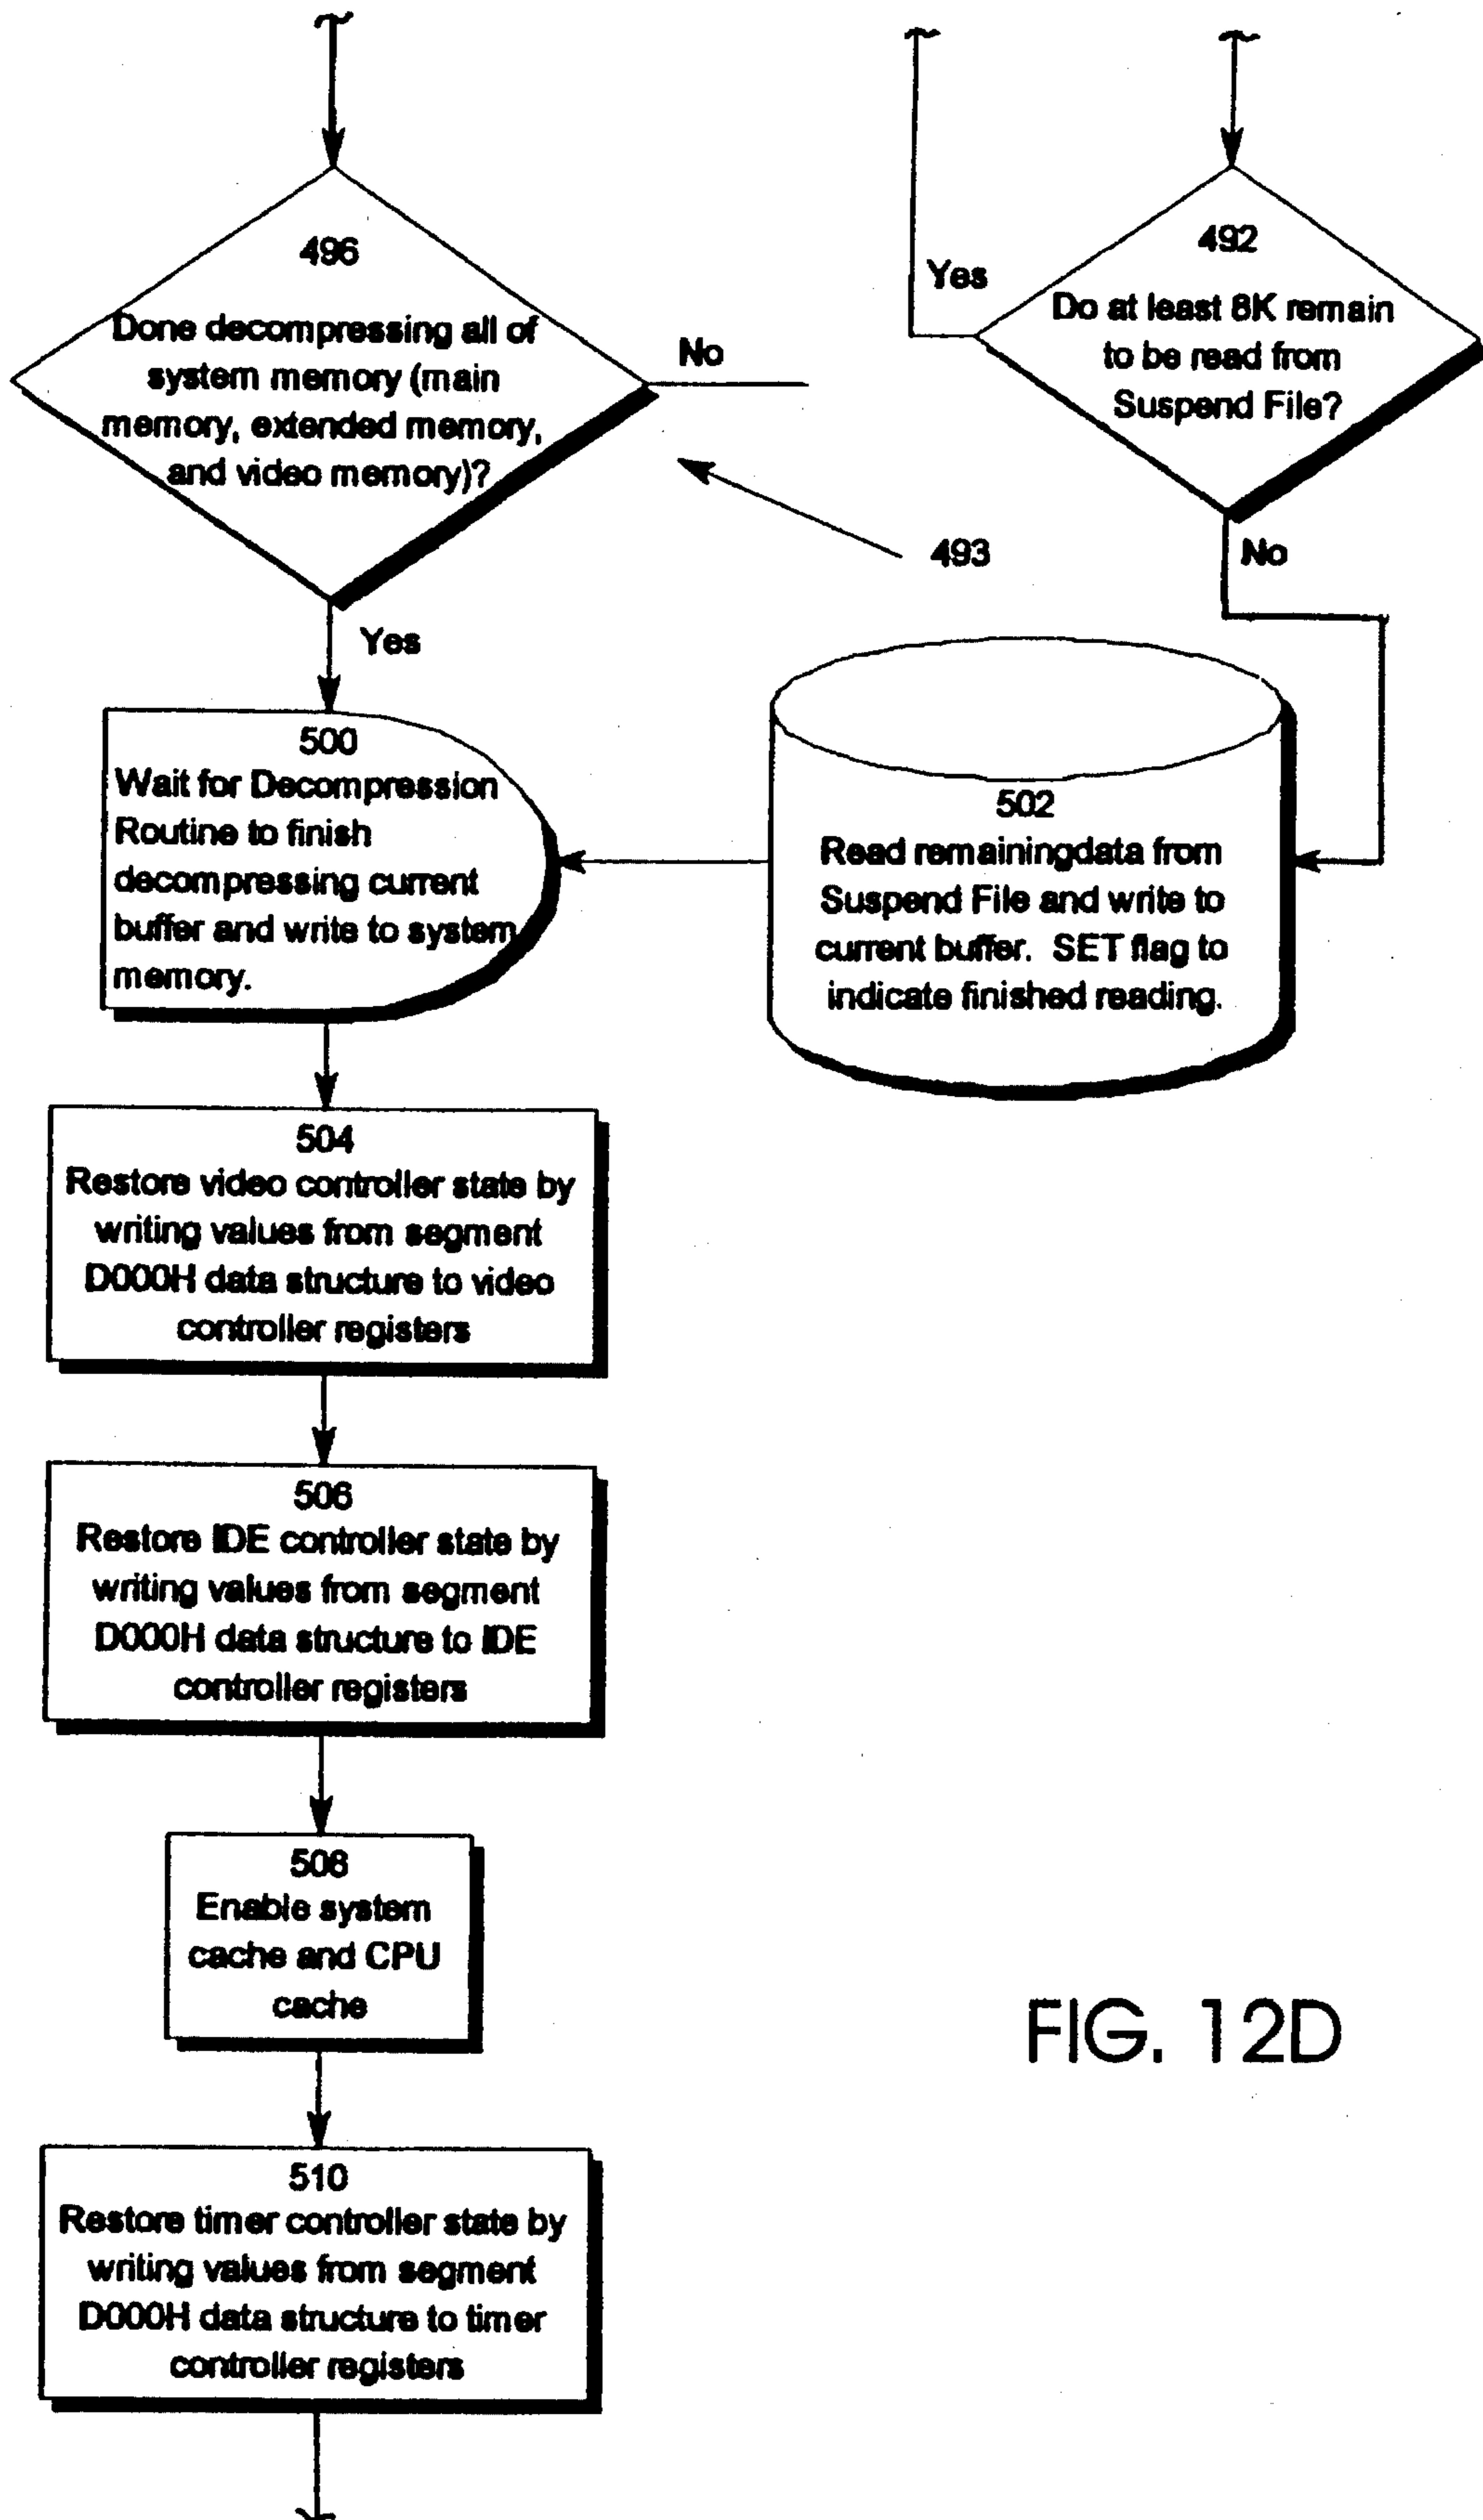 496
Done decompressing all of
system memory (main
memory, extended memory,
and video memory)?
No
Yes
492
Do at least 8K remain
to be read from
Suspend File?
Yes
No
493
500
Wait for Decompression
Routine to finish
decompressing current
buffer and write to system
memory.
502
Read remainingdata from
Suspend File and write to
current buffer. SET flag to
indicate finished reading.
504
Restore video controller state by
writing values from segment
D000H data structure to video
controller registers
506
Restore IDE controller state by
writing values from segment
D000H data structure to IDE
controller registers
508
Enable system
cache and CPU
cache
510
Restore timer controller state by
writing values from segment
D000H data structure to timer
controller registers
FIG. 12D